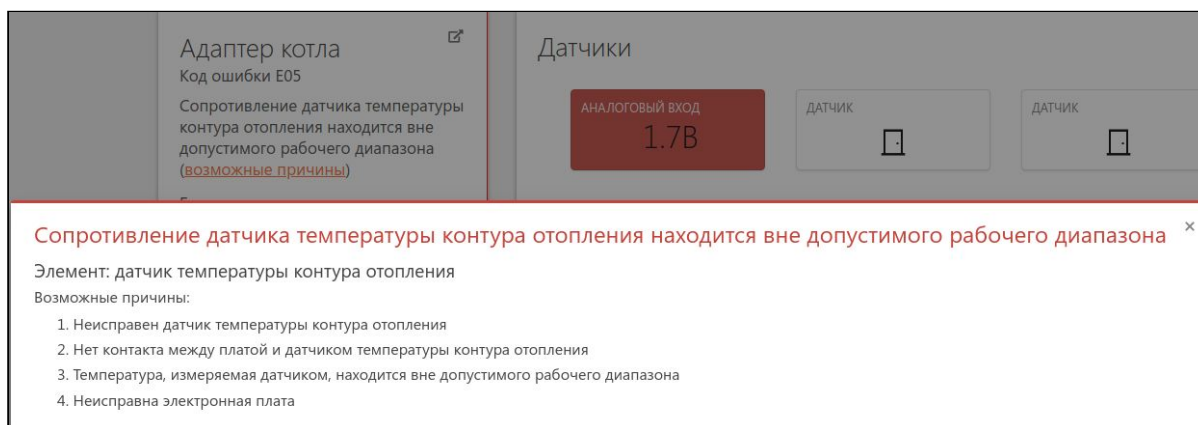 Адаптер котла
Код ошибки E05
Сопротивление датчика температуры
контура отопления находится вне
допустимого рабочего диапазона
(возможные причины)
Датчики
АНАЛОГОВЫЙ ВХОД
1.7В
ДАТЧИК
ДАТЧИК
Сопротивление датчика температуры контура отопления находится вне допустимого рабочего диапазона
×
Элемент: датчик температуры контура отопления
Возможные причины:
1. Неисправен датчик температуры контура отопления
2. Нет контакта между платой и датчиком температуры контура отопления
3. Температура, измеряемая датчиком, находится вне допустимого рабочего диапазона
4. Неисправна электронная плата